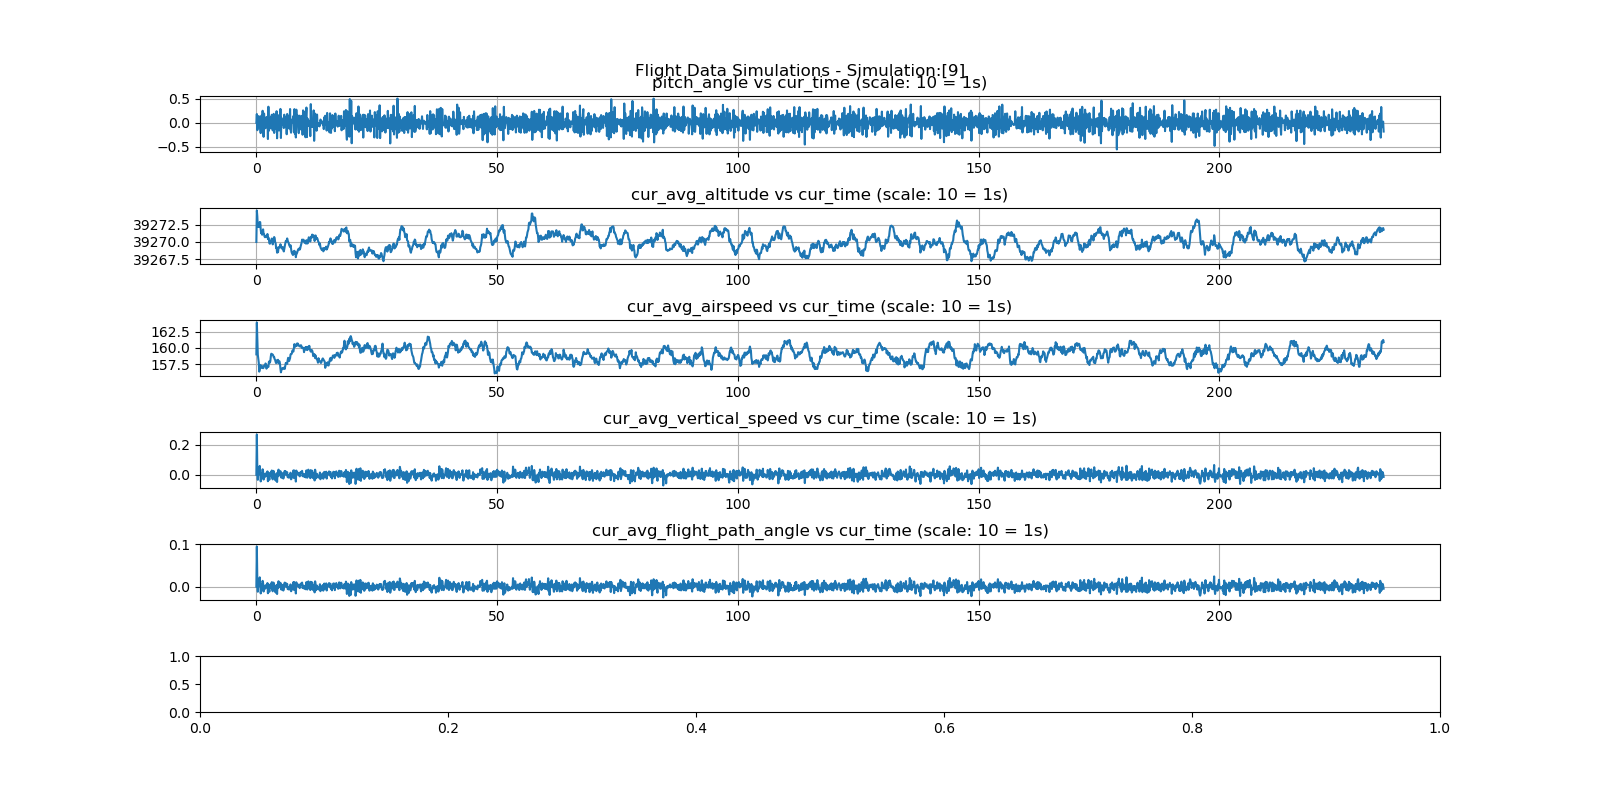 Flight Data Simulations - Simulation:[9]
pitch_angle vs cur_time (scale: 10 = 1s)
0.5
0.0
−0.5
0 50 100 150 200
cur_avg_altitude vs cur_time (scale: 10 = 1s)
39272.5
39270.0
39267.5
0 50 100 150 200
cur_avg_airspeed vs cur_time (scale: 10 = 1s)
162.5
160.0
157.5
0 50 100 150 200
cur_avg_vertical_speed vs cur_time (scale: 10 = 1s)
0.2
0.0
0 50 100 150 200
cur_avg_flight_path_angle vs cur_time (scale: 10 = 1s)
0.1
0.0
0 50 100 150 200
1.0
0.5
0.0
0.0 0.2 0.4 0.6 0.8 1.0